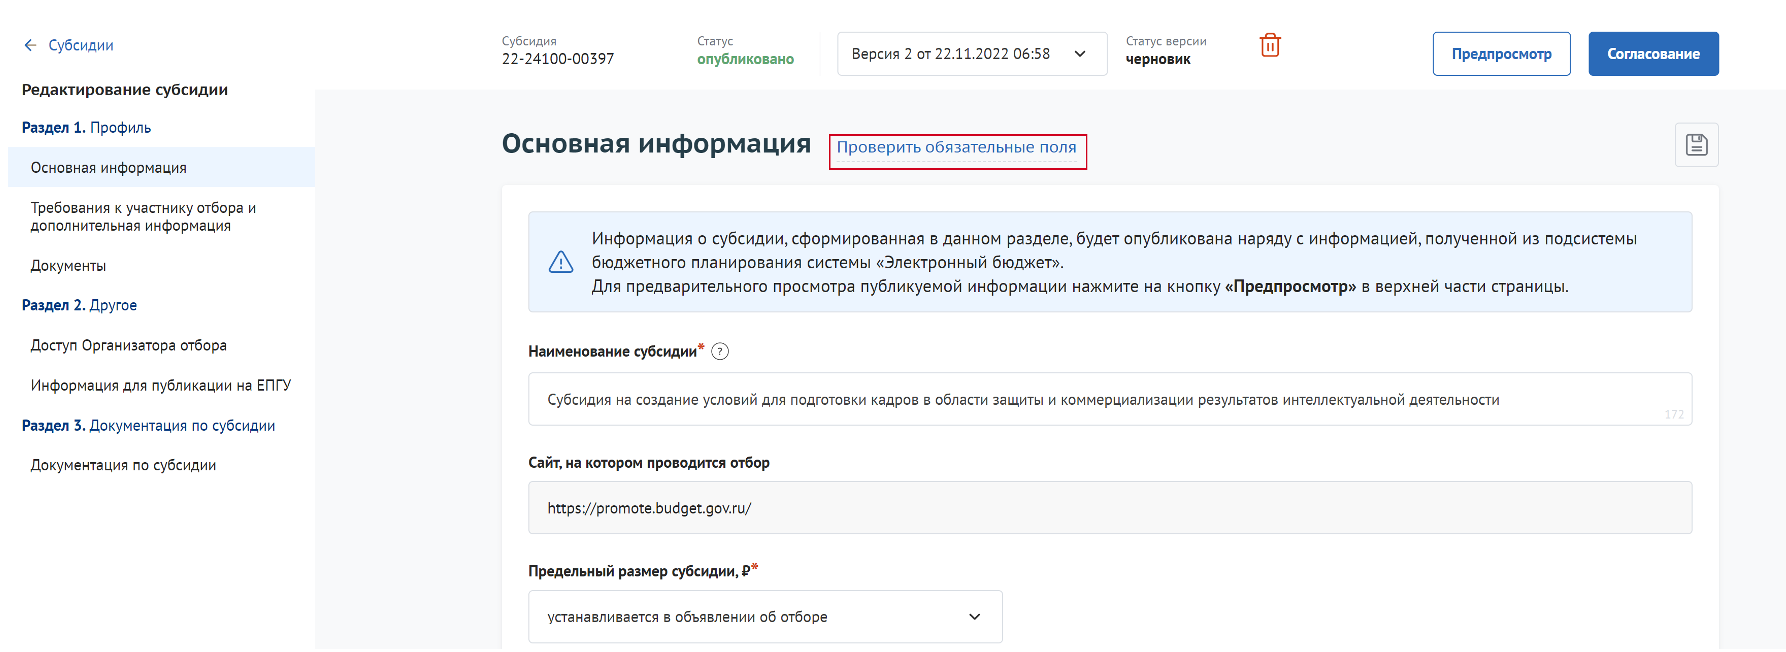 Субсидии
Редактирование субсидии
Раздел 1. Профиль
Основная информация
Требования к участнику отбора и
дополнительная информация
Документы
Раздел 2. Другое
Доступ Организатора отбора
Информация для публикации на ЕПГУ
Раздел 3. Документация по субсидии
Документация по субсидии
Субсидия
22-24100-00397
Статус
опубликовано
Версия 2 от 22.11.2022 06:58
Статус версии
черновик
Предпросмотр
Согласование
Основная информация
Проверить обязательные поля
Информация о субсидии, сформированная в данном разделе, будет опубликована наряду с информацией, полученной из подсистемы
бюджетного планирования системы «Электронный бюджет».
Для предварительного просмотра публикуемой информации нажмите на кнопку «Предпросмотр» в верхней части страницы.
Наименование субсидии* ?
Субсидия на создание условий для подготовки кадров в области защиты и коммерциализации результатов интеллектуальной деятельности
172
Сайт, на котором проводится отбор
https://promote.budget.gov.ru/
Предельный размер субсидии, ₽*
устанавливается в объявлении об отборе